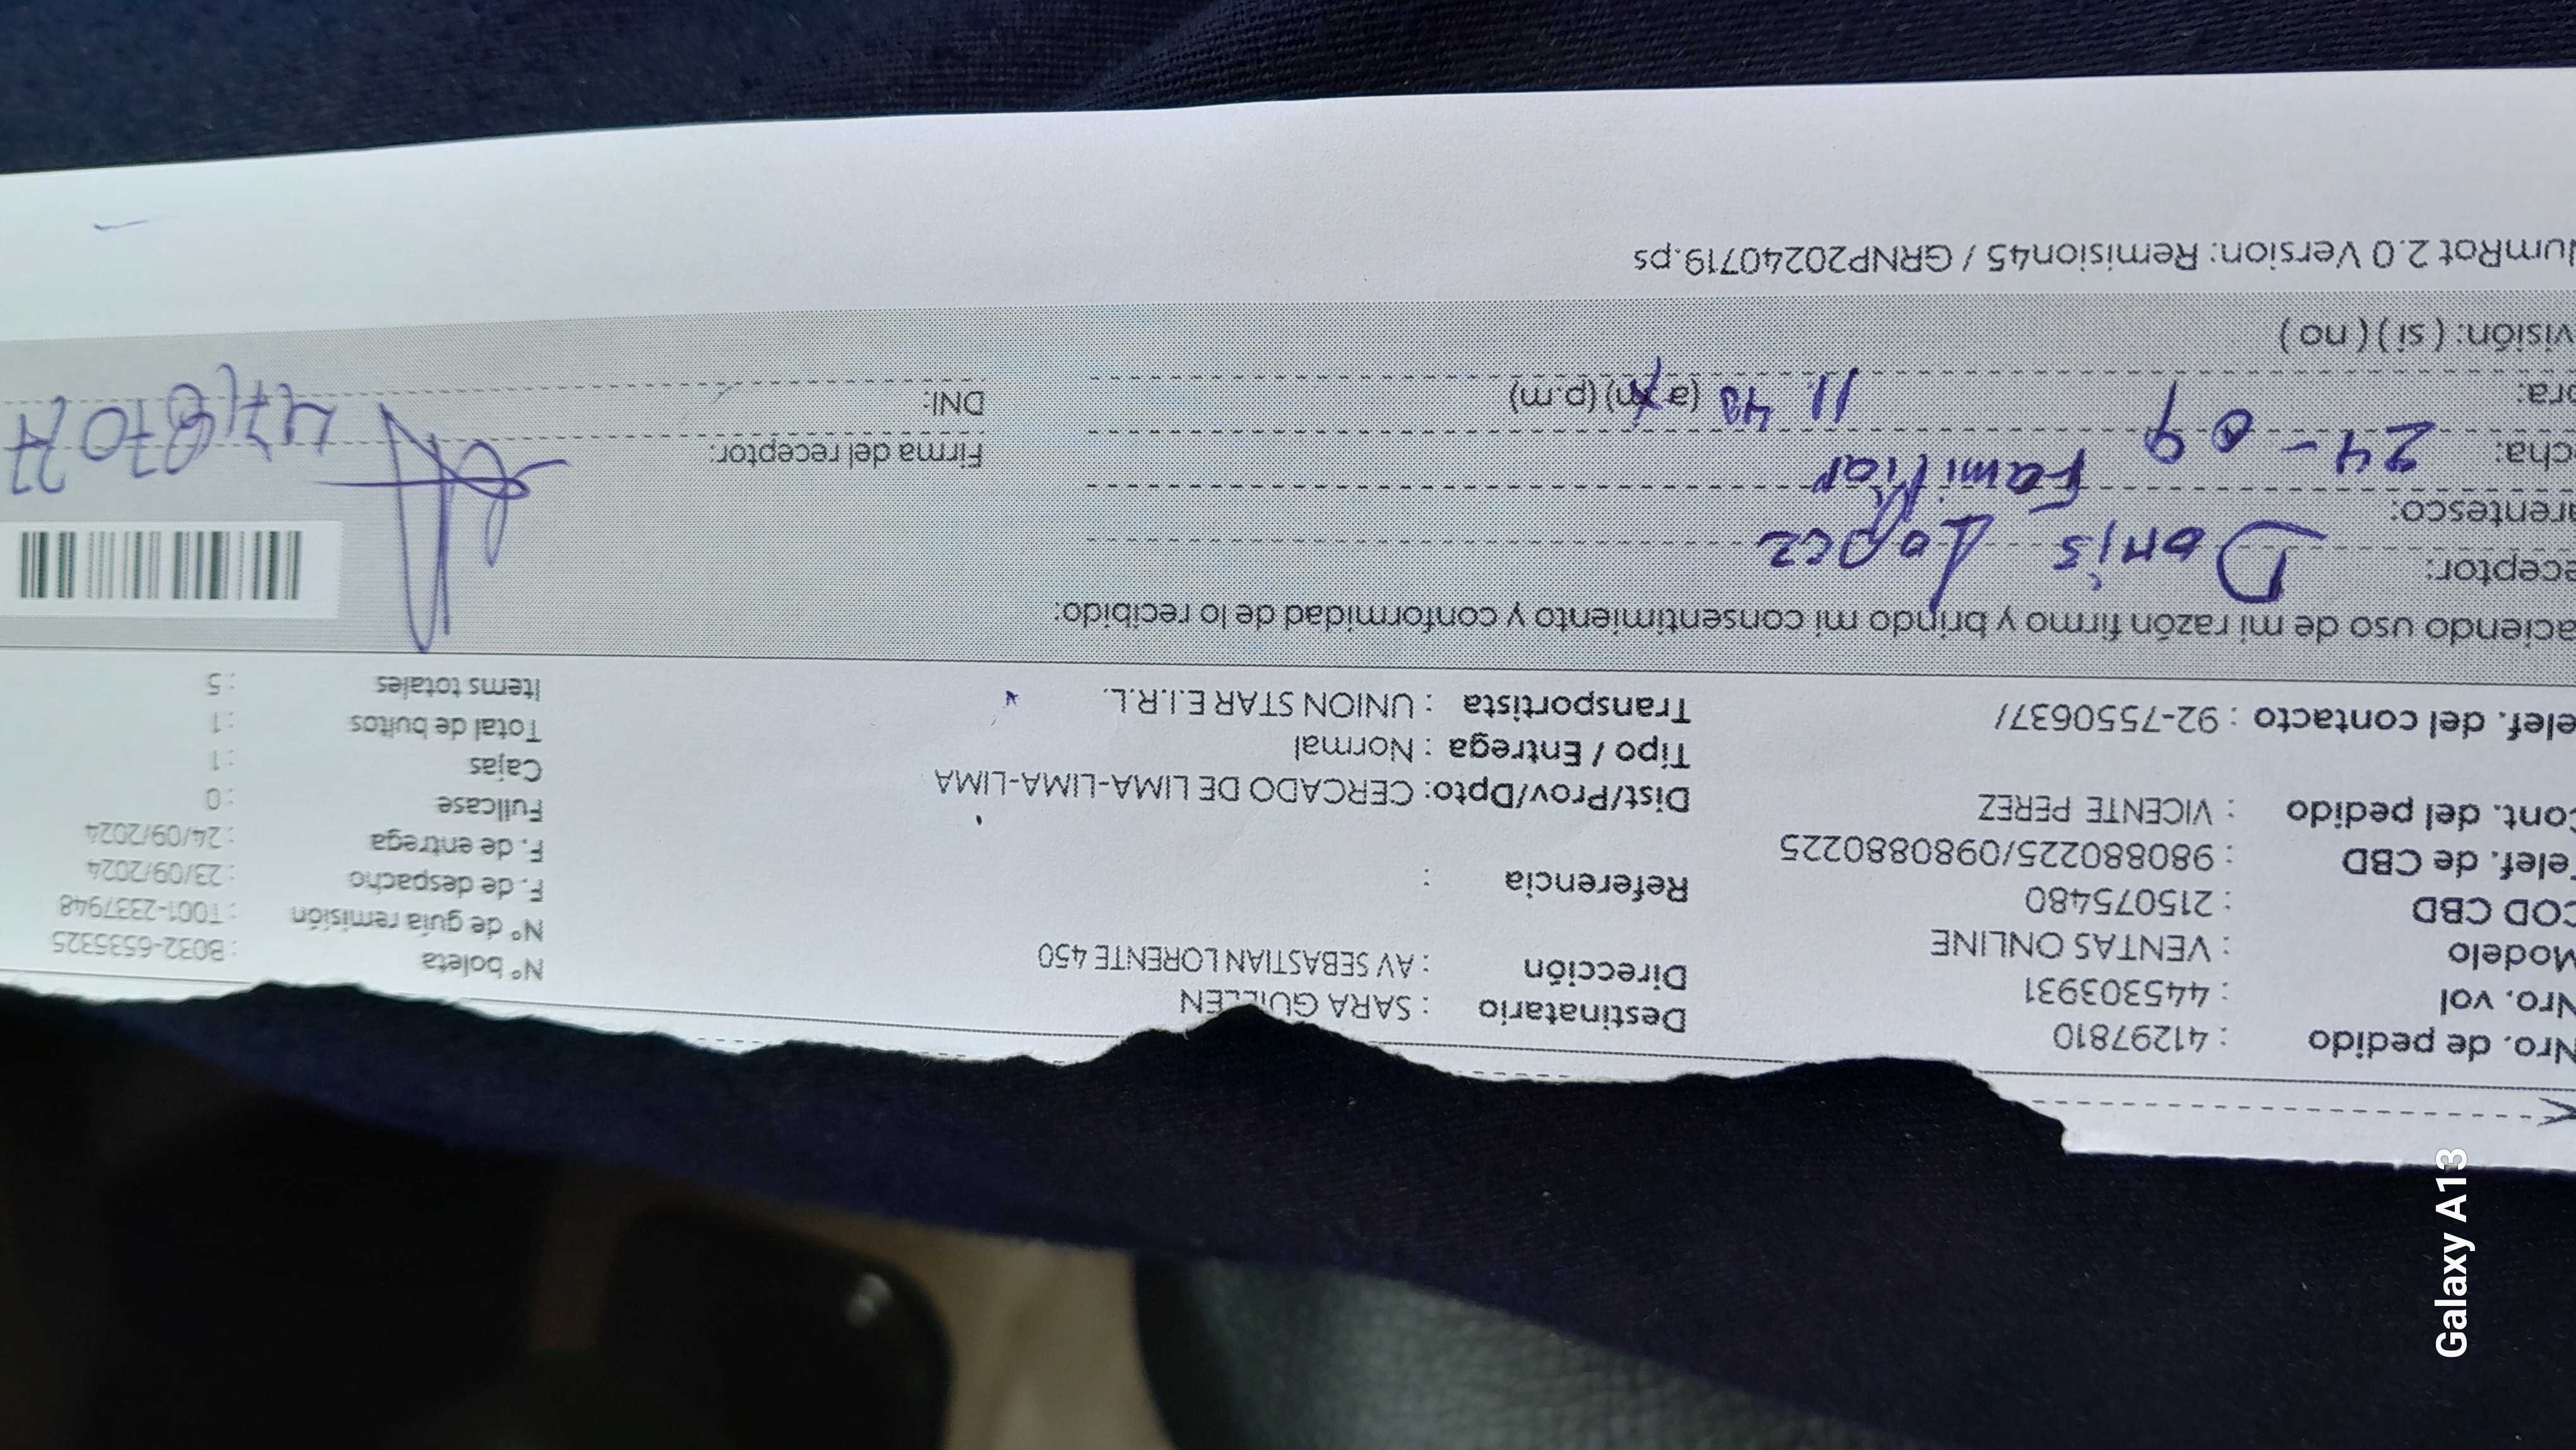 Nro. de pedido : 41297810
Nro. vol : 445303931
Modelo : VENTAS ONLINE
COD CBD : 215075480
Telef. de CBD : 980880225/0980880225
Cont. del pedido : VICENTE PEREZ
elef. del contacto : 92-7550637/
Destinatario : SARA GUILLEN
Dirección : AV SEBASTIAN LORENTE 450
Referencia :
Dist/Prov/Dpto: CERCADO DE LIMA-LIMA-LIMA
Tipo / Entrega : Normal
Transportista : UNION STAR E.I.R.L.
N° boleta : B032-6535325
N° de guía remisión : T001-2337948
F. de despacho : 23/09/2024
F. de entrega : 24/09/2024
Fullcase : 0
Cajas : 1
Total de bultos : 1
Items totales : 5
aciendo uso de mi razón firmo y brindo mi consentimiento y conformidad de lo recibido:
eceptor: Doris Lopez
arentesco: Familiar
cha: 24-09
ora: 11 40 (a.m) (p.m)
visión: ( si ) ( no )
Firma del receptor:
DNI:
NumRot 2.0 Version: Remision45 / GRNP20240719.ps
Galaxy A13